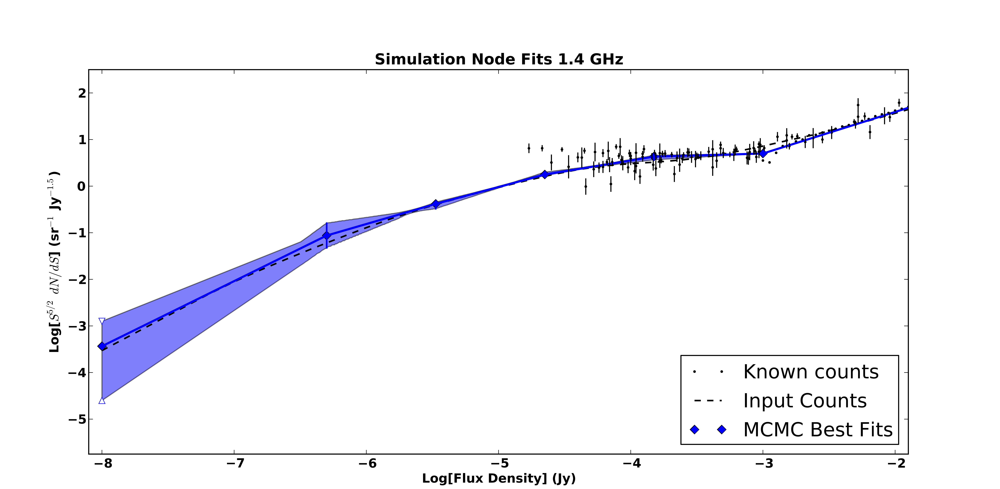 Simulation Node Fits 1.4 GHz
2
1
0
−1
−2
−3
−4
−5
Log[S^{5/2} dN/dS] (sr^{−1} Jy^{−1.5})
Known counts
Input Counts
MCMC Best Fits
−8 −7 −6 −5 −4 −3 −2
Log[Flux Density] (Jy)